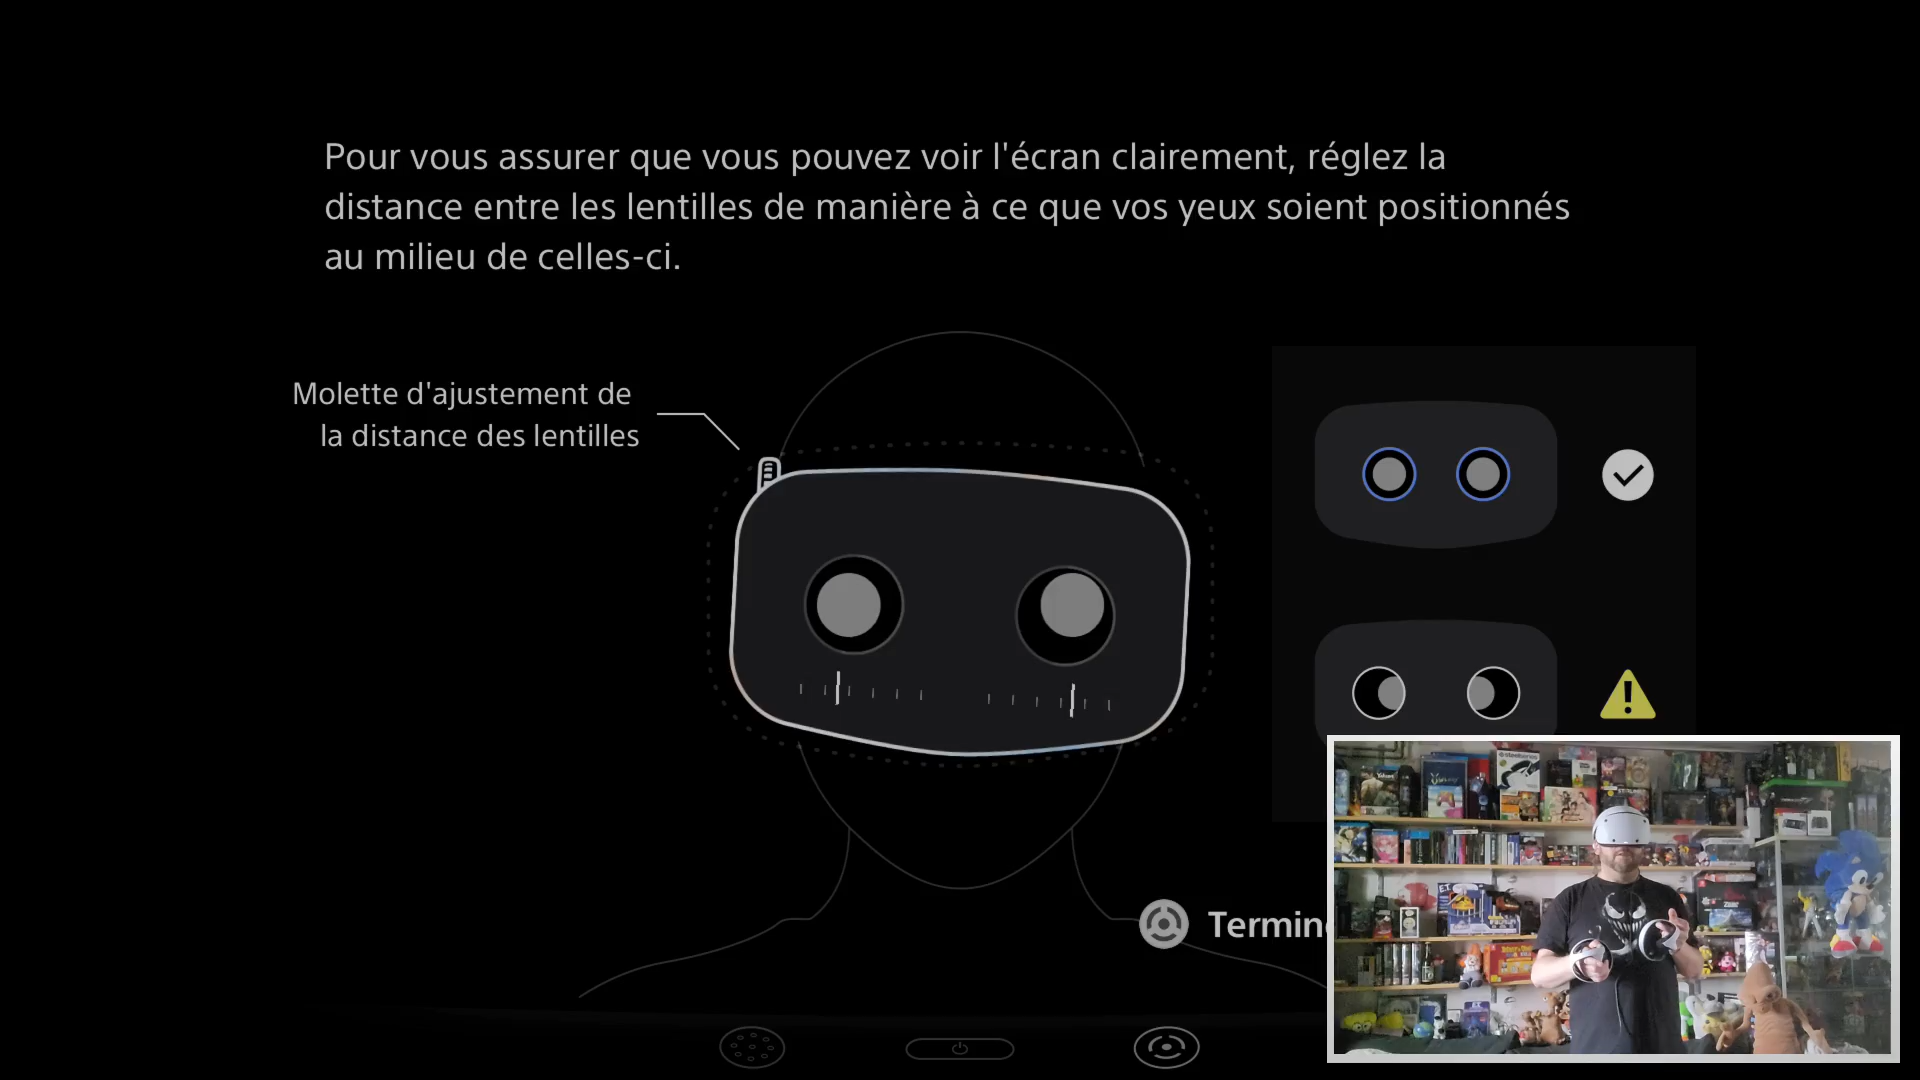 Pour vous assurer que vous pouvez voir l'écran clairement, réglez la
distance entre les lentilles de manière à ce que vos yeux soient positionnés
au milieu de celles-ci.
Molette d'ajustement de
la distance des lentilles